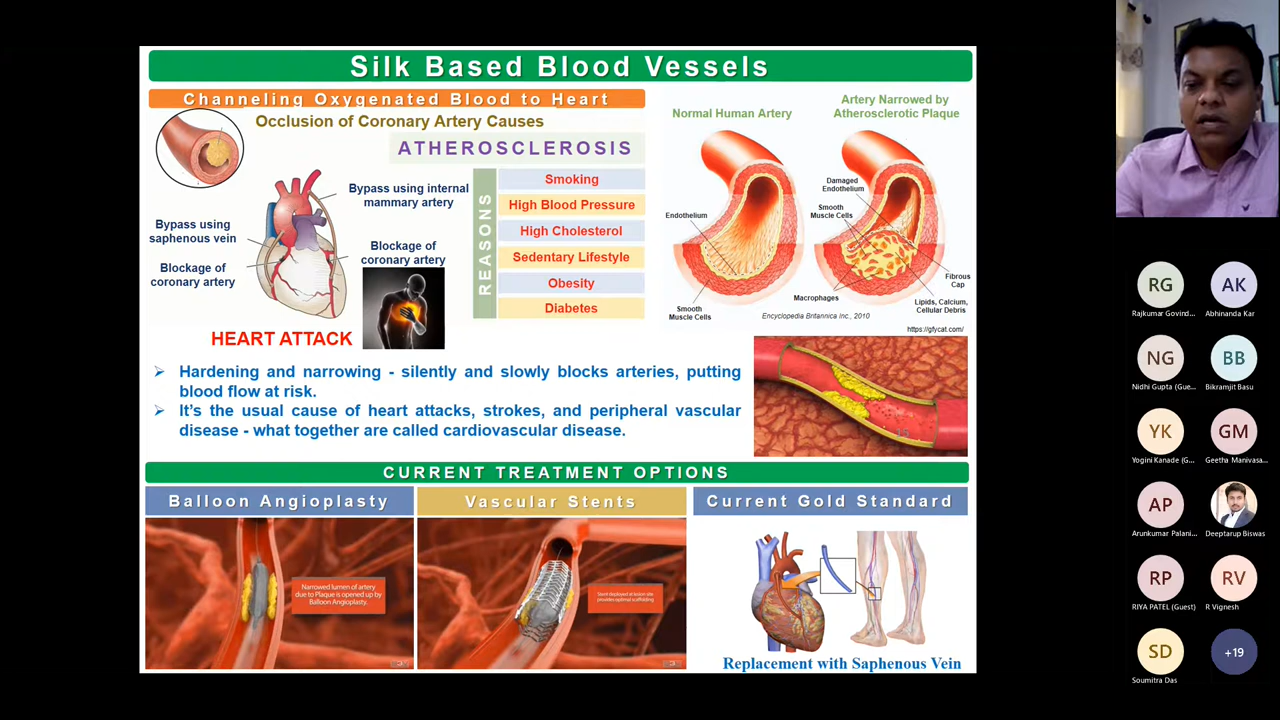 Silk Based Blood Vessels
Channeling Oxygenated Blood to Heart
Occlusion of Coronary Artery Causes
ATHEROSCLEROSIS
Bypass using internal
mammary artery
Bypass using
saphenous vein
Blockage of
coronary artery
Blockage of
coronary artery
HEART ATTACK
REASONS
Smoking
High Blood Pressure
High Cholesterol
Sedentary Lifestyle
Obesity
Diabetes
Normal Human Artery
Artery Narrowed by
Atherosclerotic Plaque
Endothelium
Smooth
Muscle Cells
Damaged
Endothelium
Smooth
Muscle Cells
Macrophages
Fibrous
Cap
Lipids, Calcium,
Cellular Debris
Encyclopedia Britannica Inc., 2010
https://gfycat.com/
➢ Hardening and narrowing - silently and slowly blocks arteries, putting
blood flow at risk.
➢ It's the usual cause of heart attacks, strokes, and peripheral vascular
disease - what together are called cardiovascular disease.
CURRENT TREATMENT OPTIONS
Balloon Angioplasty
Narrowed lumen of artery
due to Plaque is opened up by
Balloon Angioplasty.
Vascular Stents
Stent deployed at lesion site
provides optimal scaffolding
Current Gold Standard
Replacement with Saphenous Vein
RG
Rajkumar Govind...
AK
Abhinanda Kar
NG
Nidhi Gupta (Gue...
BB
Bikramjit Basu
YK
Yogini Kanade (G...
GM
Geetha Manivasa...
AP
Arunkumar Palani...
Deeptarup Biswas
RP
RIYA PATEL (Guest)
RV
R Vignesh
SD
Soumitra Das
+19